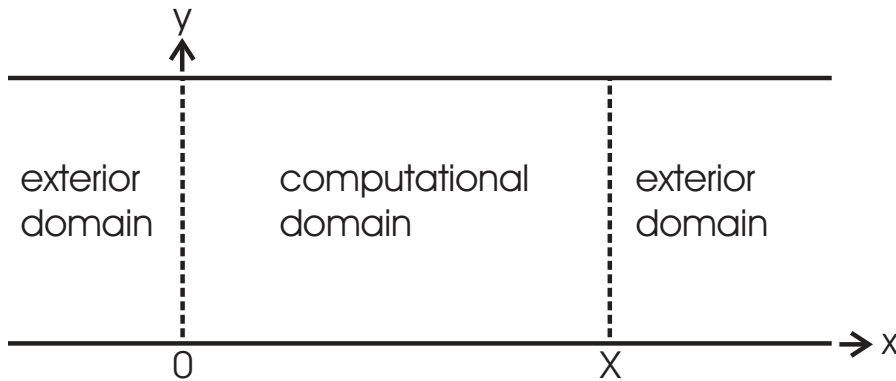 y
exterior
domain
computational
domain
exterior
domain
x
0
X